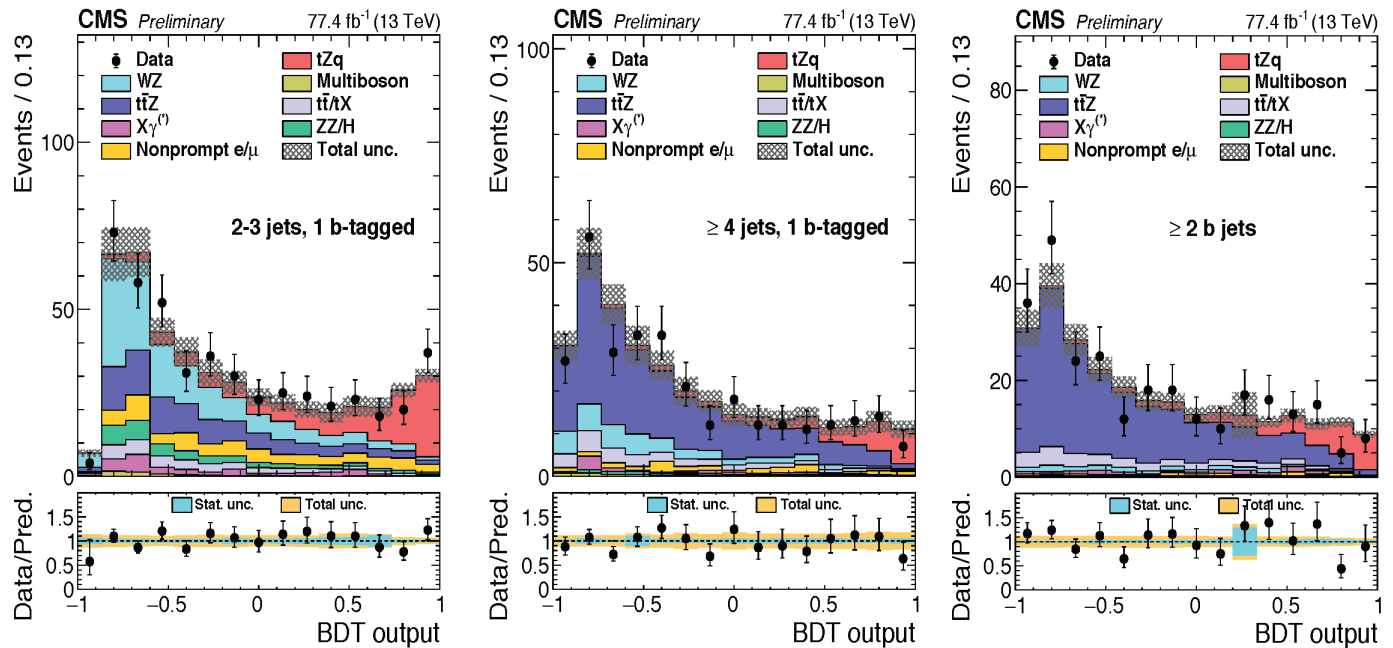 CMS Preliminary 77.4 fb⁻¹ (13 TeV)
Events / 0.13
Data
tZq
WZ
Multiboson
tt̄Z
tt̄/tX
Xγ(*)
ZZ/H
Nonprompt e/μ
Total unc.
2-3 jets, 1 b-tagged
100
50
0
Data/Pred.
Stat. unc.
Total unc.
1.5
1
0.5
0
−1 −0.5 0 0.5 1
BDT output
CMS Preliminary 77.4 fb⁻¹ (13 TeV)
Events / 0.13
Data
tZq
WZ
Multiboson
tt̄Z
tt̄/tX
Xγ(*)
ZZ/H
Nonprompt e/μ
Total unc.
≥ 4 jets, 1 b-tagged
100
50
0
Data/Pred.
Stat. unc.
Total unc.
1.5
1
0.5
0
−1 −0.5 0 0.5 1
BDT output
CMS Preliminary 77.4 fb⁻¹ (13 TeV)
Events / 0.13
Data
tZq
WZ
Multiboson
tt̄Z
tt̄/tX
Xγ(*)
ZZ/H
Nonprompt e/μ
Total unc.
≥ 2 b jets
80
60
40
20
0
Data/Pred.
Stat. unc.
Total unc.
1.5
1
0.5
0
−1 −0.5 0 0.5 1
BDT output